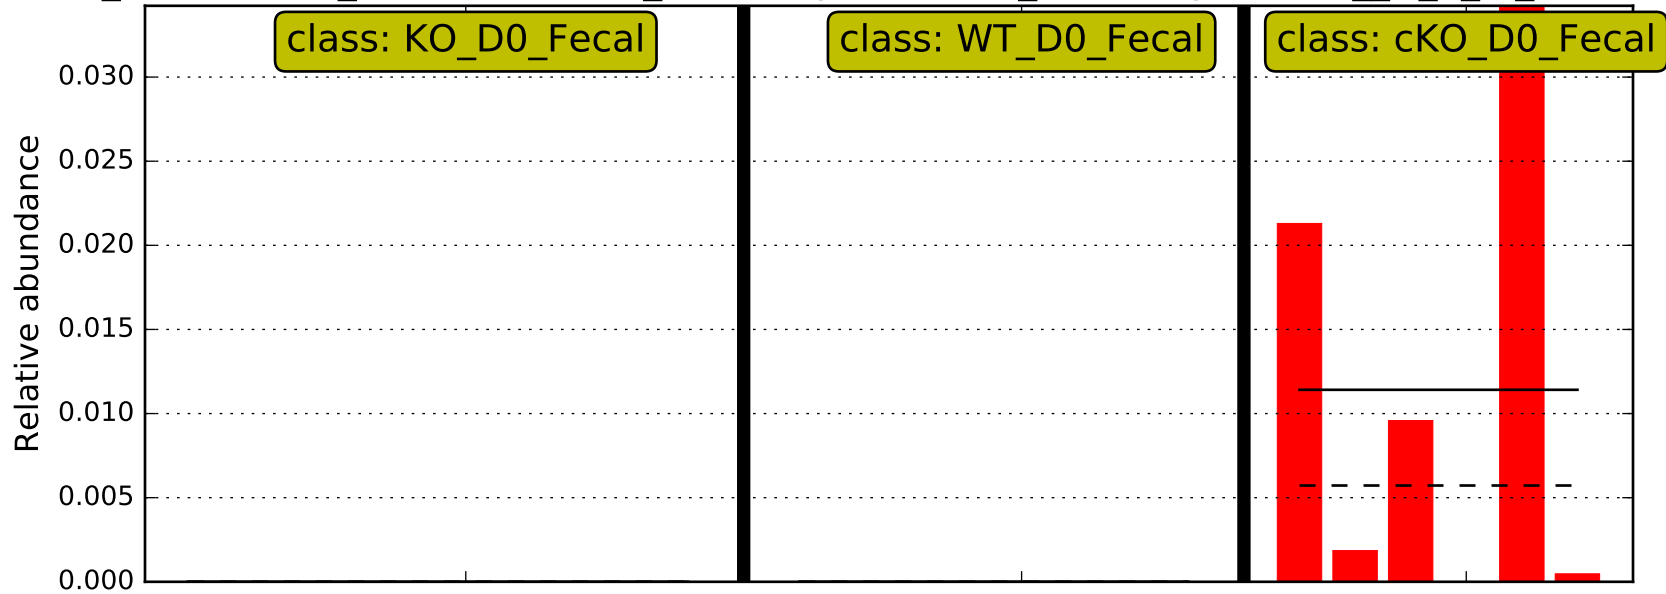 class: KO_D0_Fecal
class: WT_D0_Fecal
class: cKO_D0_Fecal
0.030
0.025
0.020
0.015
0.010
0.005
0.000
Relative abundance